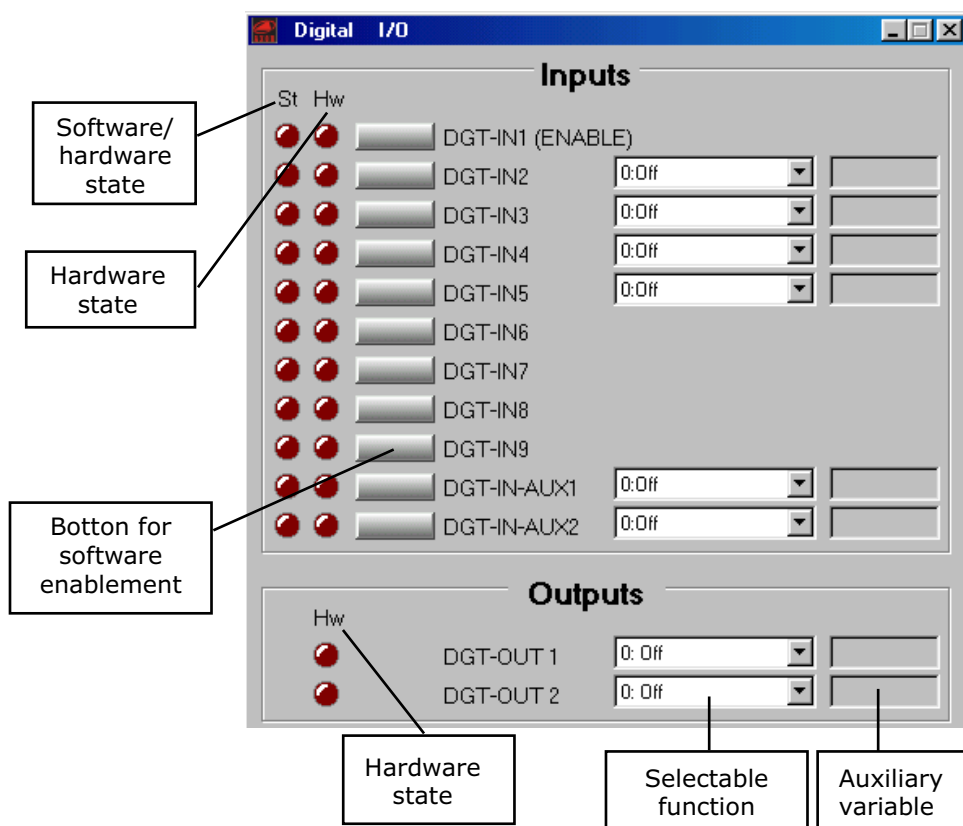 Digital I/O
Inputs
St Hw
Software/
hardware
state
DGT-IN1 (ENABLE)
DGT-IN2 0:Off
DGT-IN3 0:Off
DGT-IN4 0:Off
Hardware
state
DGT-IN5 0:Off
DGT-IN6
DGT-IN7
DGT-IN8
DGT-IN9
DGT-IN-AUX1 0:Off
DGT-IN-AUX2 0:Off
Botton for
software
enablement
Outputs
Hw
DGT-OUT 1 0: Off
DGT-OUT 2 0: Off
Hardware
state
Selectable
function
Auxiliary
variable